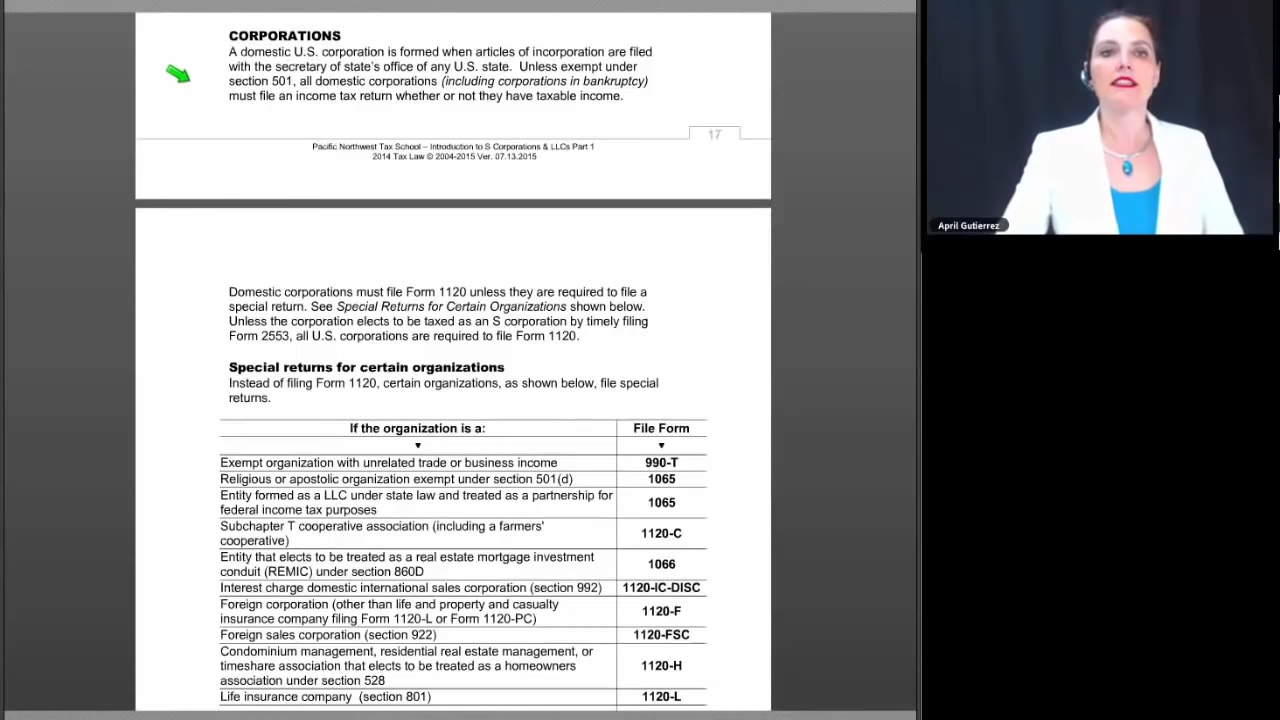 CORPORATIONS
A domestic U.S. corporation is formed when articles of incorporation are filed
with the secretary of state's office of any U.S. state.  Unless exempt under
section 501, all domestic corporations (including corporations in bankruptcy)
must file an income tax return whether or not they have taxable income.
17
Pacific Northwest Tax School – Introduction to S Corporations & LLCs Part 1
2014 Tax Law © 2004-2015 Ver. 07.13.2015
Domestic corporations must file Form 1120 unless they are required to file a
special return. See Special Returns for Certain Organizations shown below.
Unless the corporation elects to be taxed as an S corporation by timely filing
Form 2553, all U.S. corporations are required to file Form 1120.
Special returns for certain organizations
Instead of filing Form 1120, certain organizations, as shown below, file special
returns.
If the organization is a: File Form
Exempt organization with unrelated trade or business income 990-T
Religious or apostolic organization exempt under section 501(d) 1065
Entity formed as a LLC under state law and treated as a partnership for
federal income tax purposes 1065
Subchapter T cooperative association (including a farmers'
cooperative) 1120-C
Entity that elects to be treated as a real estate mortgage investment
conduit (REMIC) under section 860D 1066
Interest charge domestic international sales corporation (section 992) 1120-IC-DISC
Foreign corporation (other than life and property and casualty
insurance company filing Form 1120-L or Form 1120-PC) 1120-F
Foreign sales corporation (section 922) 1120-FSC
Condominium management, residential real estate management, or
timeshare association that elects to be treated as a homeowners
association under section 528 1120-H
Life insurance company  (section 801) 1120-L
April Gutierrez